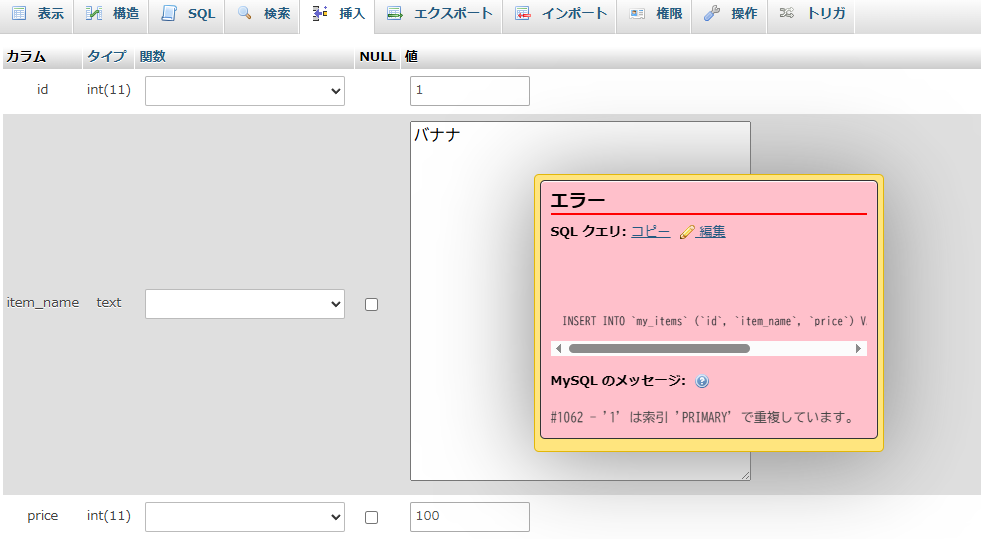 表示 構造 SQL 検索 挿入 エクスポート インポート 権限 操作 トリガ
カラム タイプ 関数 NULL 値
id int(11) 1
item_name text バナナ
エラー
SQL クエリ: コピー 編集
INSERT INTO `my_items` (`id`, `item_name`, `price`) V
MySQL のメッセージ:
#1062 - '1' は索引 'PRIMARY' で重複しています。
price int(11) 100